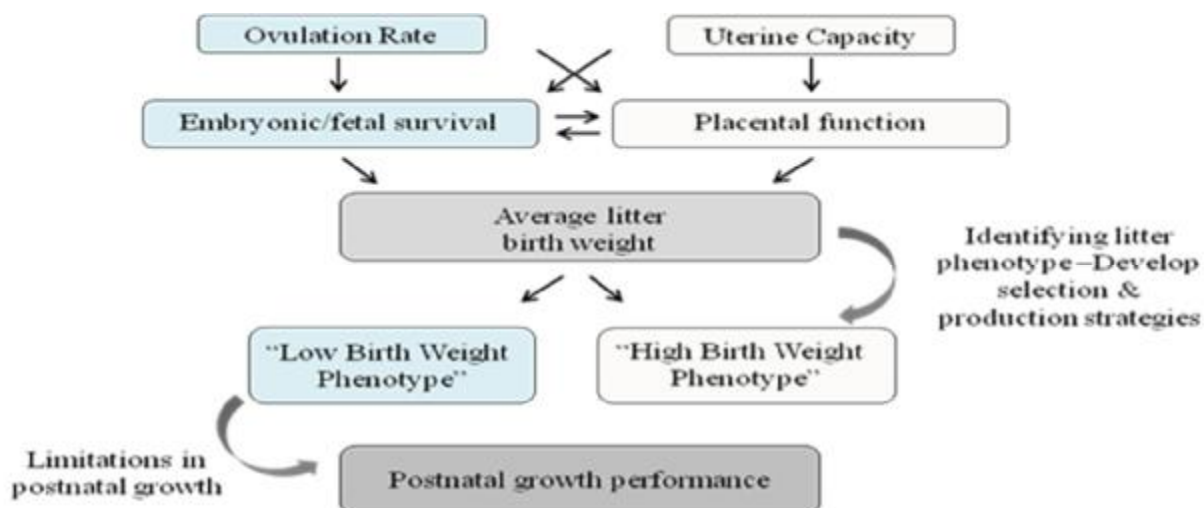 Ovulation Rate
Uterine Capacity
Embryonic/fetal survival
Placental function
Average litter
birth weight
Identifying litter
phenotype–Develop
selection &
production strategies
“Low Birth Weight
Phenotype”
“High Birth Weight
Phenotype”
Limitations in
postnatal growth
Postnatal growth performance